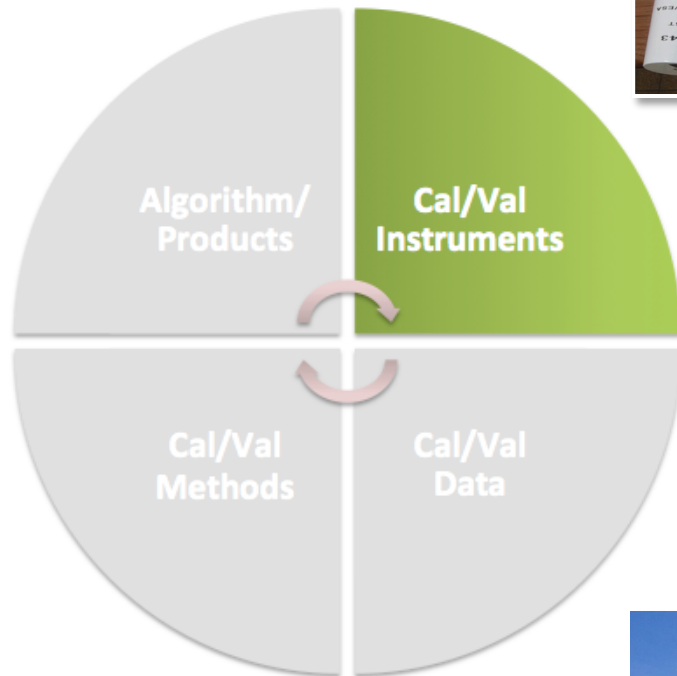 Algorithm/
Products
Cal/Val
Instruments
Cal/Val
Methods
Cal/Val
Data